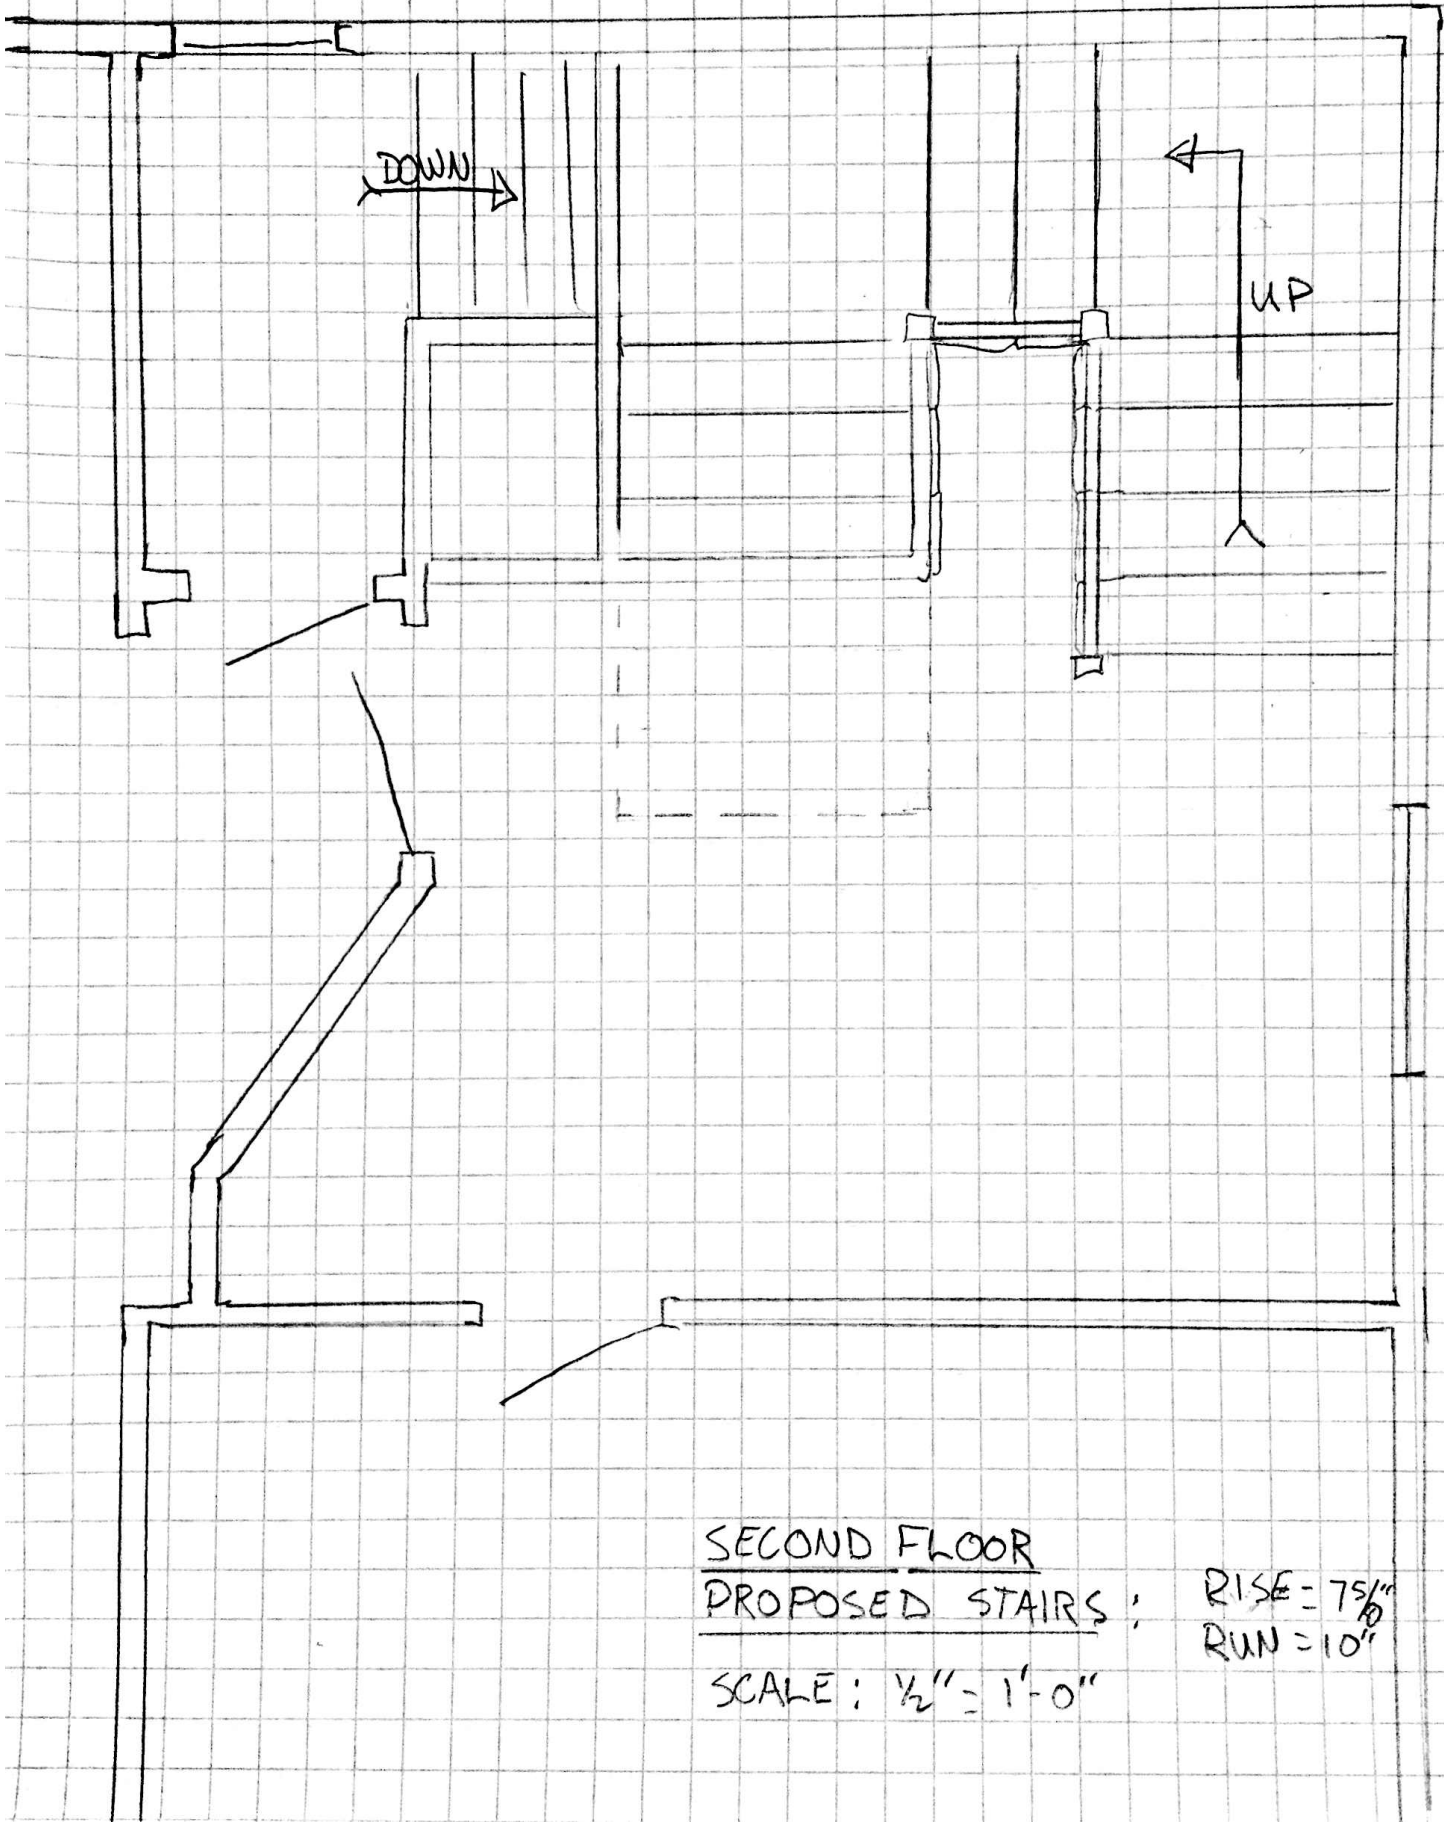 DOWN
UP
SECOND FLOOR
PROPOSED STAIRS : RISE = 7 5/8"
RUN = 10"
SCALE : ½" = 1'-0"